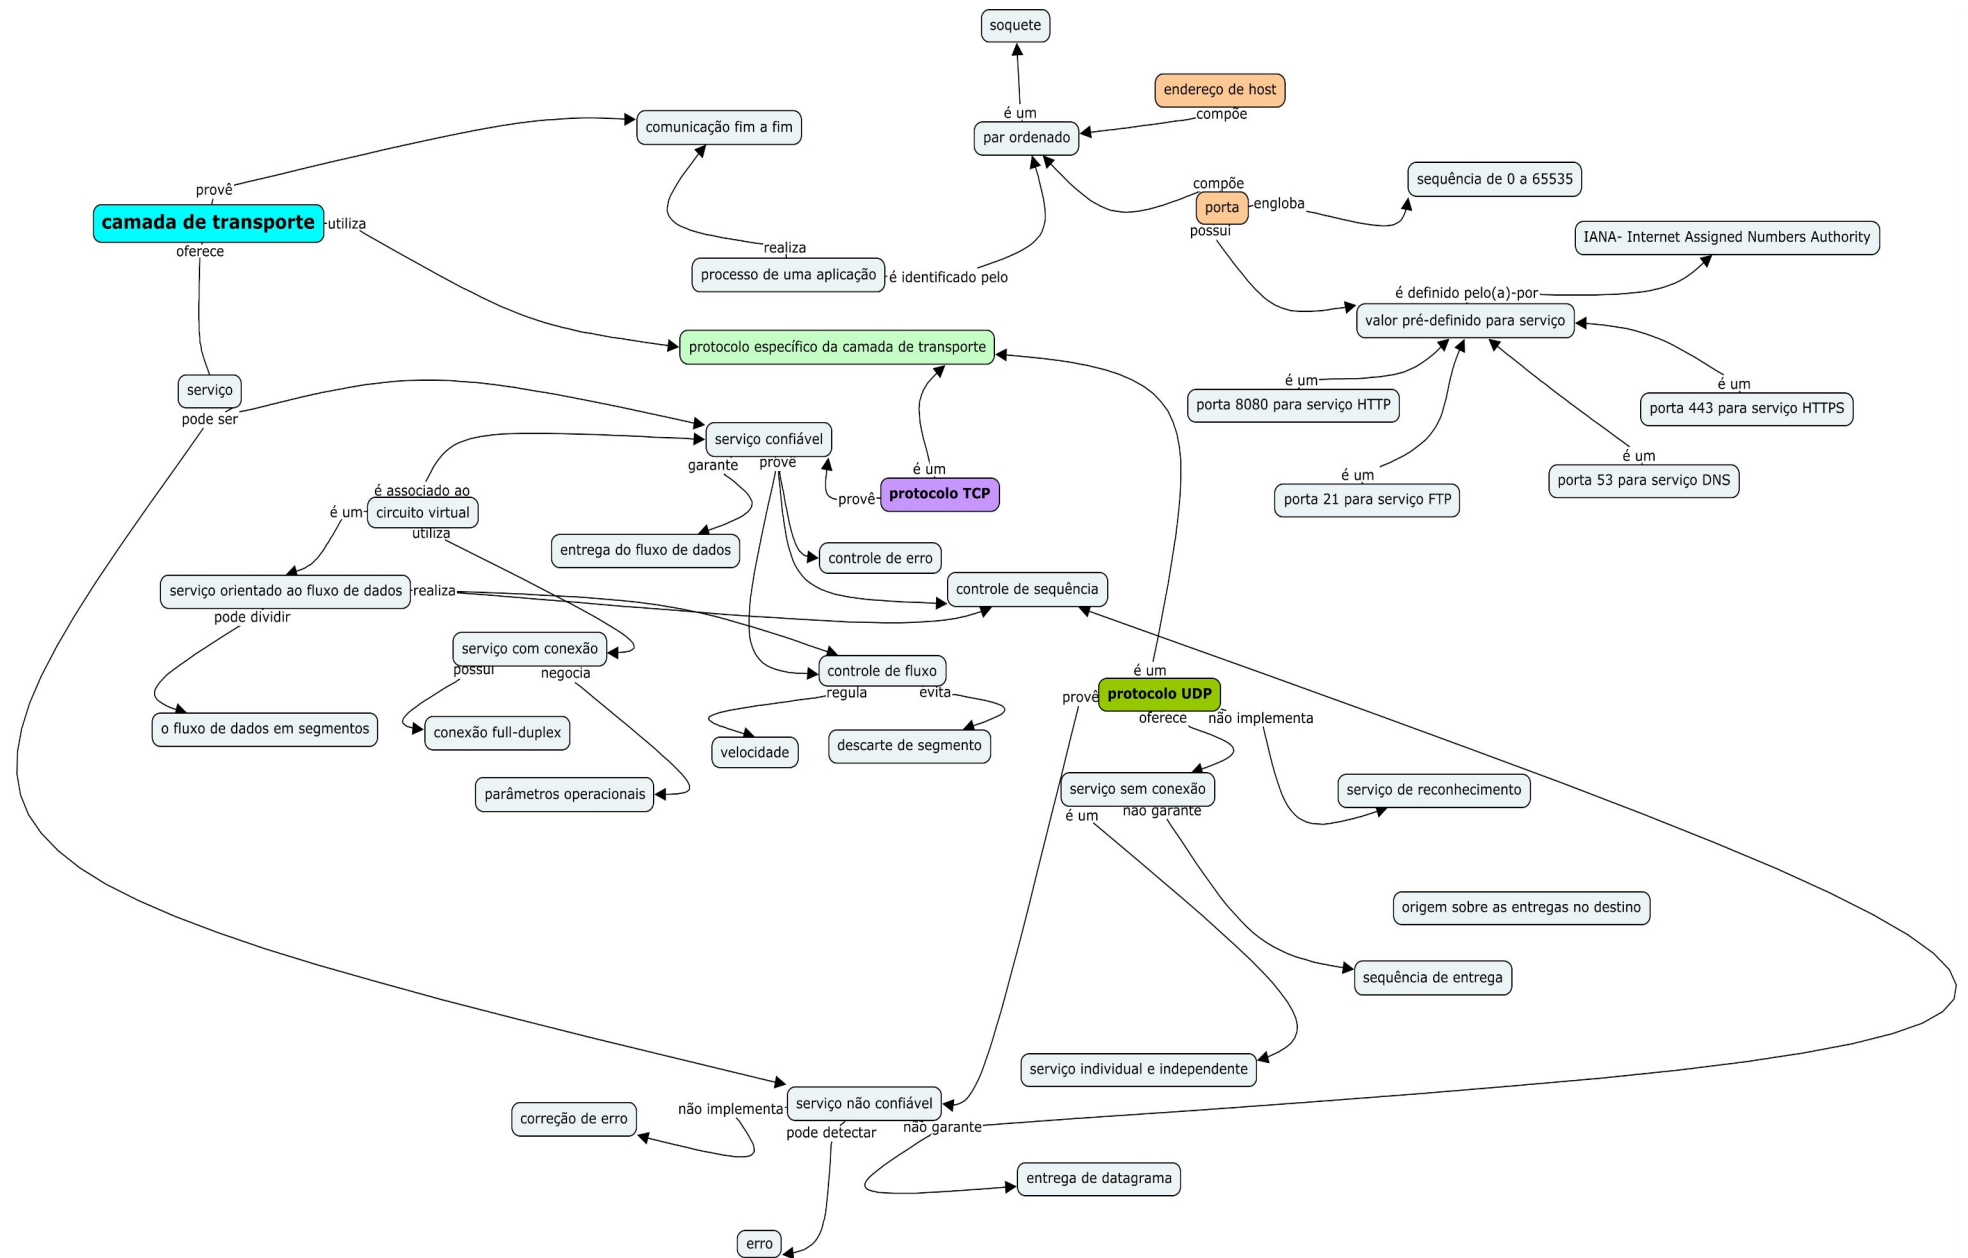 soquete
endereço de host
é um
compõe
comunicação fim a fim
par ordenado
provê
compõe
sequência de 0 a 65535
camada de transporte
utiliza
porta
engloba
oferece
possui
IANA- Internet Assigned Numbers Authority
realiza
processo de uma aplicação
é identificado pelo
é definido pelo(a)-por
valor pré-definido para serviço
protocolo específico da camada de transporte
serviço
pode ser
é um
porta 8080 para serviço HTTP
é um
porta 443 para serviço HTTPS
serviço confiável
garante
provê
é um
é um
é um
provê
protocolo TCP
porta 21 para serviço FTP
porta 53 para serviço DNS
é associado ao
é um
circuito virtual
utiliza
entrega do fluxo de dados
controle de erro
serviço orientado ao fluxo de dados
realiza
controle de sequência
pode dividir
serviço com conexão
possui
negocia
controle de fluxo
regula
evita
é um
provê
protocolo UDP
oferece
não implementa
o fluxo de dados em segmentos
conexão full-duplex
velocidade
descarte de segmento
parâmetros operacionais
serviço sem conexão
é um
não garante
serviço de reconhecimento
origem sobre as entregas no destino
sequência de entrega
serviço individual e independente
correção de erro
não implementa
serviço não confiável
pode detectar
não garante
entrega de datagrama
erro